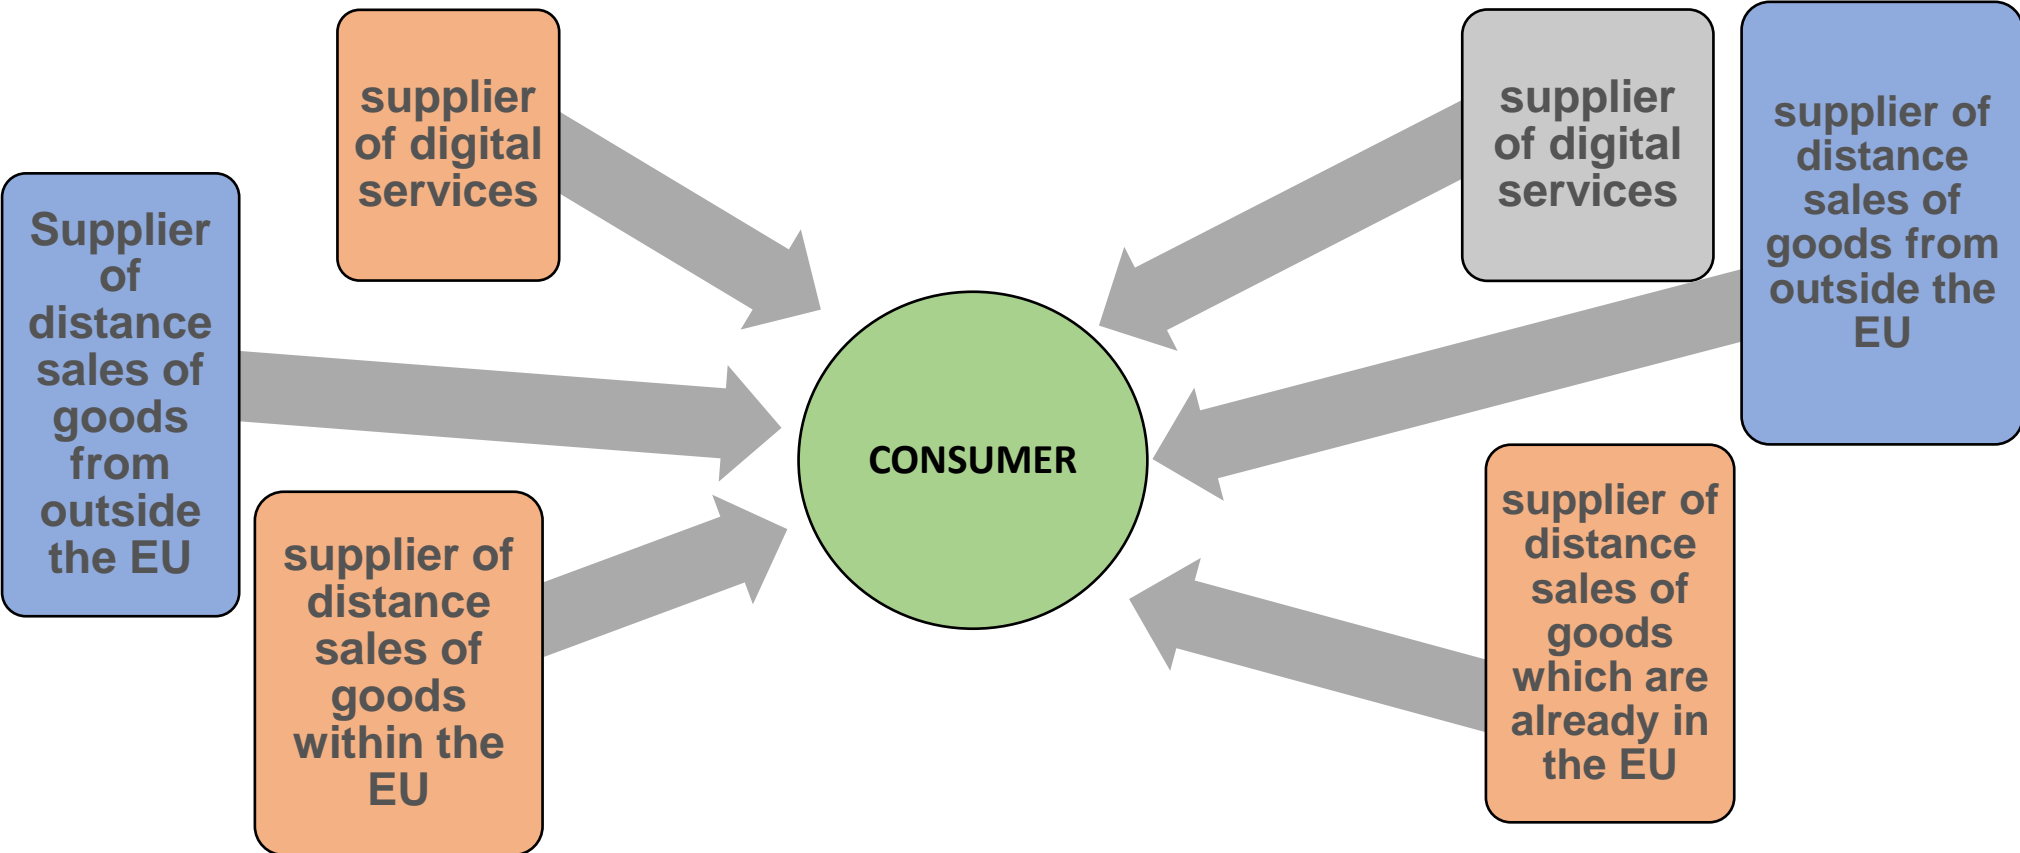 supplier
of digital
services
Supplier
of
distance
sales of
goods
from
outside
the EU
supplier of
distance
sales of
goods
within the
EU
CONSUMER
supplier
of digital
services
supplier of
distance
sales of
goods from
outside the
EU
supplier of
distance
sales of
goods
which are
already in
the EU